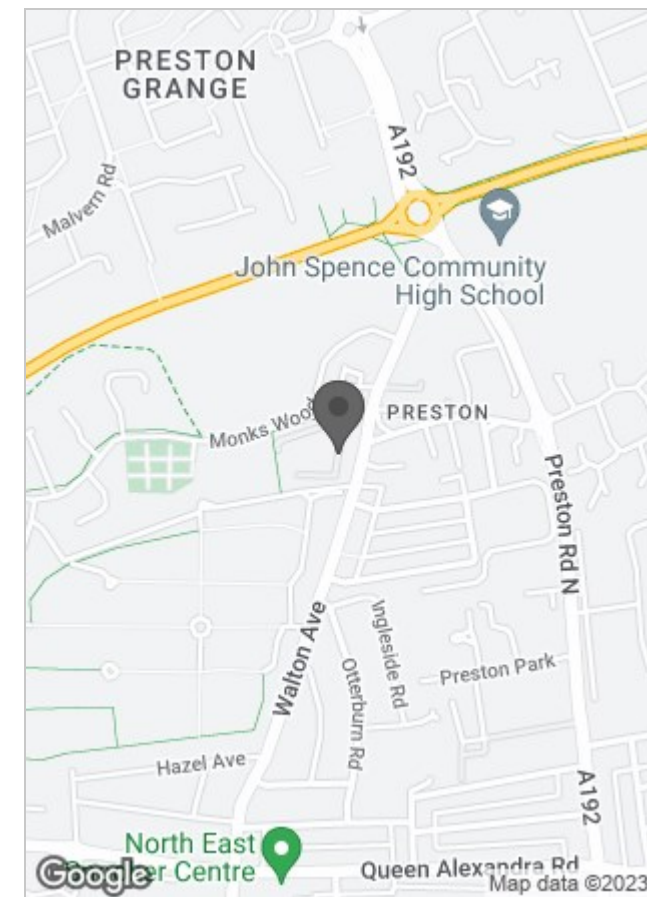 PRESTON
GRANGE
A192
Malvern Rd
John Spence Community
High School
Monks Wood
PRESTON
Preston Rd N
Walton Ave
Ingleside Rd
Otterburn Rd
Preston Park
Hazel Ave
A192
North East
Centre
Queen Alexandra Rd
Google
Map data ©2023